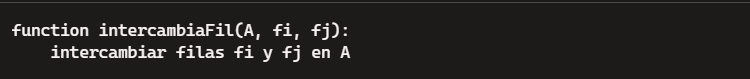 function intercambiaFil(A, fi, fj):
    intercambiar filas fi y fj en A